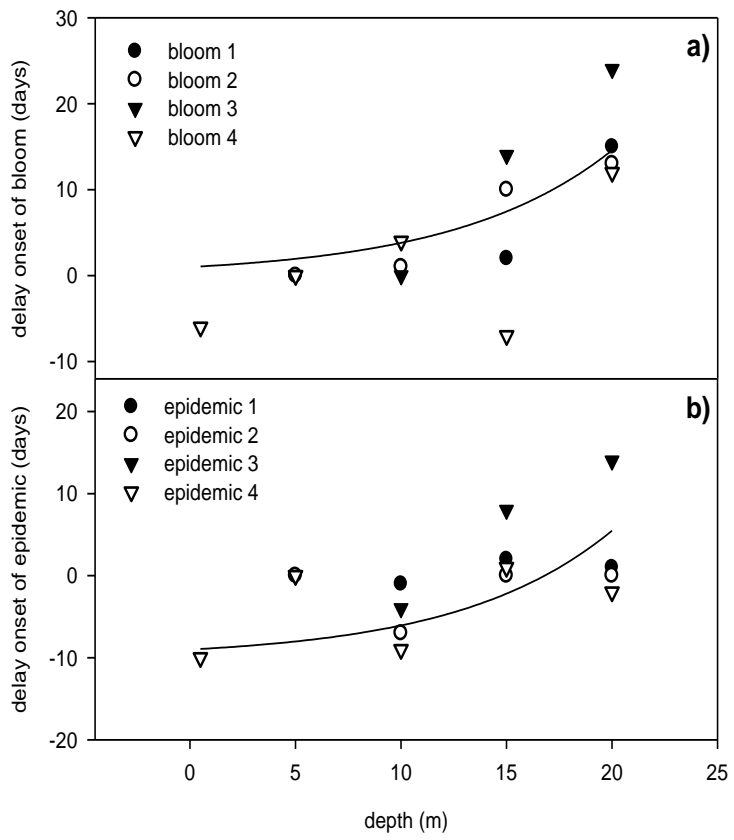 30
20
10
0
-10
delay onset of bloom (days)
bloom 1
bloom 2
bloom 3
bloom 4
a)
20
10
0
-10
-20
delay onset of epidemic (days)
epidemic 1
epidemic 2
epidemic 3
epidemic 4
b)
0 5 10 15 20 25
depth (m)